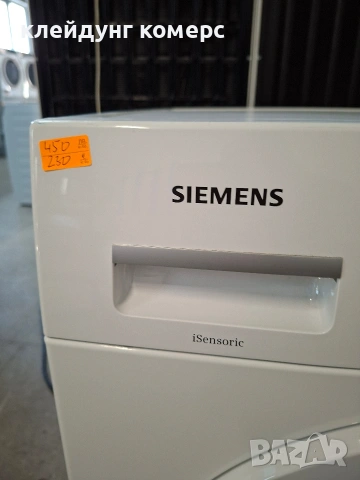 клейдунг комерс
450
230
SIEMENS
iSensoric
BAZAR